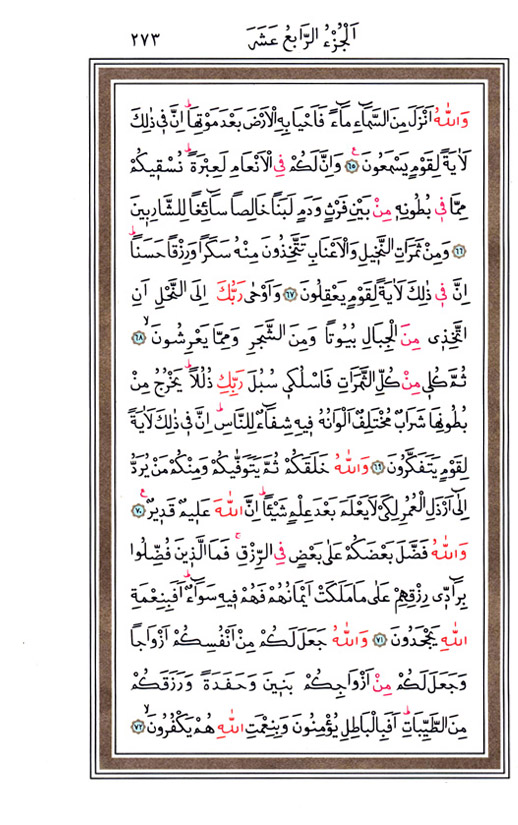 اَلْجُزْءُ الرَّابِعُ عَشَرَ ٢٧٣
وَاللّٰهُ اَنْزَلَ مِنَ السَّمَٓاءِ مَٓاءً فَاَحْيَا بِهِ الْاَرْضَ بَعْدَ مَوْتِهَاۜ اِنَّ ف۪ي ذٰلِكَ
لَاٰيَةً لِقَوْمٍ يَسْمَعُونَ۟ ﴿٦٥﴾ وَاِنَّ لَكُمْ فِي الْاَنْعَامِ لَعِبْرَةًۜ نُسْق۪يكُمْ
مِمَّا ف۪ي بُطُونِه۪ مِنْ بَيْنِ فَرْثٍ وَدَمٍ لَبَنًا خَالِصًا سَٓائِغًا لِلشَّارِب۪ينَ
﴿٦٦﴾ وَمِنْ ثَمَرَاتِ النَّخ۪يلِ وَالْاَعْنَابِ تَتَّخِذُونَ مِنْهُ سَكَرًا وَرِزْقًا حَسَنًاۜ
اِنَّ ف۪ي ذٰلِكَ لَاٰيَةً لِقَوْمٍ يَعْقِلُونَ ﴿٦٧﴾ وَاَوْحٰى رَبُّكَ اِلَى النَّحْلِ اَنِ
اتَّخِذ۪ي مِنَ الْجِبَالِ بُيُوتًا وَمِنَ الشَّجَرِ وَمِمَّا يَعْرِشُونَۙ ﴿٦٨﴾
ثُمَّ كُل۪ي مِنْ كُلِّ الثَّمَرَاتِ فَاسْلُك۪ي سُبُلَ رَبِّكِ ذُلُلًاۜ يَخْرُجُ مِنْ
بُطُونِهَا شَرَابٌ مُخْتَلِفٌ اَلْوَانُهُ ف۪يهِ شِفَٓاءٌ لِلنَّاسِۜ اِنَّ ف۪ي ذٰلِكَ لَاٰيَةً
لِقَوْمٍ يَتَفَكَّرُونَ ﴿٦٩﴾ وَاللّٰهُ خَلَقَكُمْ ثُمَّ يَتَوَفّٰيكُمْ وَمِنْكُمْ مَنْ يُرَدُّ
اِلٰٓى اَرْذَلِ الْعُمُرِ لِكَيْ لَا يَعْلَمَ بَعْدَ عِلْمٍ شَيْـًٔاۜ اِنَّ اللّٰهَ عَل۪يمٌ قَد۪يرٌ۟ ﴿٧٠﴾
وَاللّٰهُ فَضَّلَ بَعْضَكُمْ عَلٰى بَعْضٍ فِي الرِّزْقِۚ فَمَا الَّذ۪ينَ فُضِّلُوا
بِرَٓادّ۪ي رِزْقِهِمْ عَلٰى مَا مَلَكَتْ اَيْمَانُهُمْ فَهُمْ ف۪يهِ سَوَٓاءٌۜ اَفَبِنِعْمَةِ
اللّٰهِ يَجْحَدُونَ ﴿٧١﴾ وَاللّٰهُ جَعَلَ لَكُمْ مِنْ اَنْفُسِكُمْ اَزْوَاجًا
وَجَعَلَ لَكُمْ مِنْ اَزْوَاجِكُمْ بَن۪ينَ وَحَفَدَةً وَرَزَقَكُمْ
مِنَ الطَّيِّبَاتِۜ اَفَبِالْبَاطِلِ يُؤْمِنُونَ وَبِنِعْمَتِ اللّٰهِ هُمْ يَكْفُرُونَۙ ﴿٧٢﴾